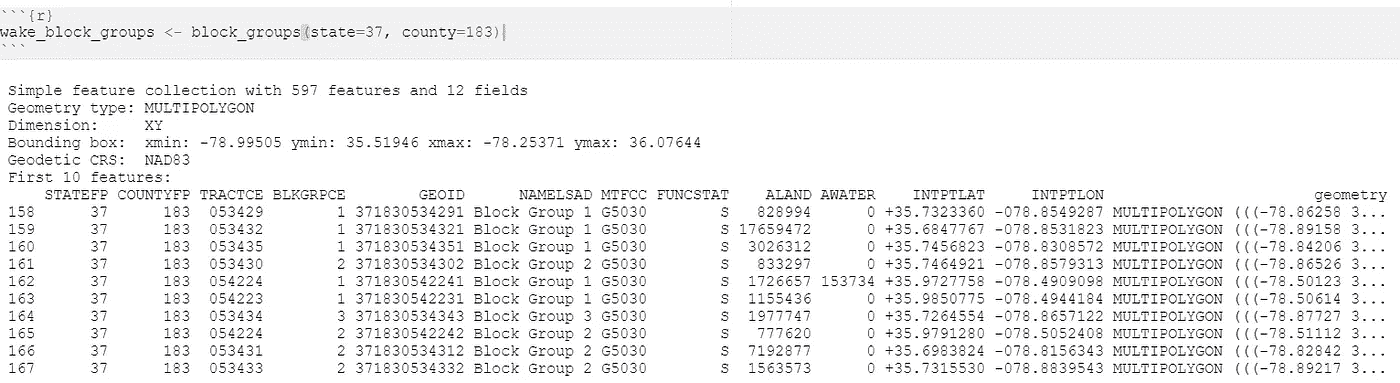 ```{r}
wake_block_groups <- block_groups(state=37, county=183)
```
Simple feature collection with 597 features and 12 fields
Geometry type: MULTIPOLYGON
Dimension:     XY
Bounding box:  xmin: -78.99505 ymin: 35.51946 xmax: -78.25371 ymax: 36.07644
Geodetic CRS:  NAD83
First 10 features:
    STATEFP COUNTYFP TRACTCE BLKGRPCE        GEOID      NAMELSAD MTFCC FUNCSTAT    ALAND AWATER    INTPTLAT     INTPTLON                       geometry
158      37      183  053429        1 371830534291 Block Group 1 G5030        S   828994      0 +35.7323360 -078.8549287 MULTIPOLYGON (((-78.86258 3...
159      37      183  053432        1 371830534321 Block Group 1 G5030        S 17659472      0 +35.6847767 -078.8531823 MULTIPOLYGON (((-78.89158 3...
160      37      183  053435        1 371830534351 Block Group 1 G5030        S  3026312      0 +35.7456823 -078.8308572 MULTIPOLYGON (((-78.84206 3...
161      37      183  053430        2 371830534302 Block Group 2 G5030        S   833297      0 +35.7464921 -078.8579313 MULTIPOLYGON (((-78.86526 3...
162      37      183  054224        1 371830542241 Block Group 1 G5030        S  1726657 153734 +35.9727758 -078.4909098 MULTIPOLYGON (((-78.50123 3...
163      37      183  054223        1 371830542231 Block Group 1 G5030        S  1155436      0 +35.9850775 -078.4944184 MULTIPOLYGON (((-78.50614 3...
164      37      183  053434        3 371830534343 Block Group 3 G5030        S  1977747      0 +35.7264554 -078.8657122 MULTIPOLYGON (((-78.87727 3...
165      37      183  054224        2 371830542242 Block Group 2 G5030        S   777620      0 +35.9791280 -078.5052408 MULTIPOLYGON (((-78.51112 3...
166      37      183  053431        2 371830534312 Block Group 2 G5030        S  7192877      0 +35.6983824 -078.8156343 MULTIPOLYGON (((-78.82842 3...
167      37      183  053433        2 371830534332 Block Group 2 G5030        S  1563573      0 +35.7315530 -078.8839543 MULTIPOLYGON (((-78.89217 3...